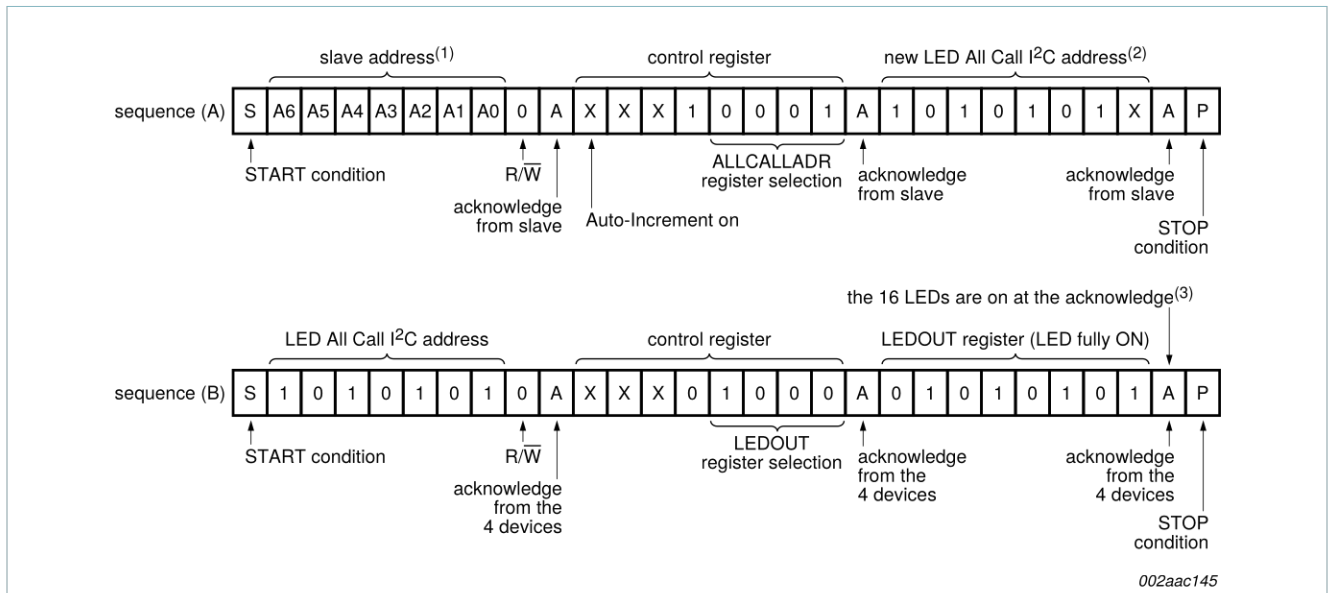 slave address(1) control register new LED All Call I2C address(2)
sequence (A) S A6 A5 A4 A3 A2 A1 A0 0 A X X X 1 0 0 0 1 A 1 0 1 0 1 0 1 X A P
START condition
R/W
acknowledge
from slave
Auto-Increment on
ALLCALLADR
register selection
acknowledge
from slave
acknowledge
from slave
STOP
condition
the 16 LEDs are on at the acknowledge(3)
LED All Call I2C address control register LEDOUT register (LED fully ON)
sequence (B) S 1 0 1 0 1 0 1 0 A X X X 0 1 0 0 0 A 0 1 0 1 0 1 0 1 A P
START condition
R/W
acknowledge
from the
4 devices
LEDOUT
register selection
acknowledge
from the
4 devices
acknowledge
from the
4 devices
STOP
condition
002aac145